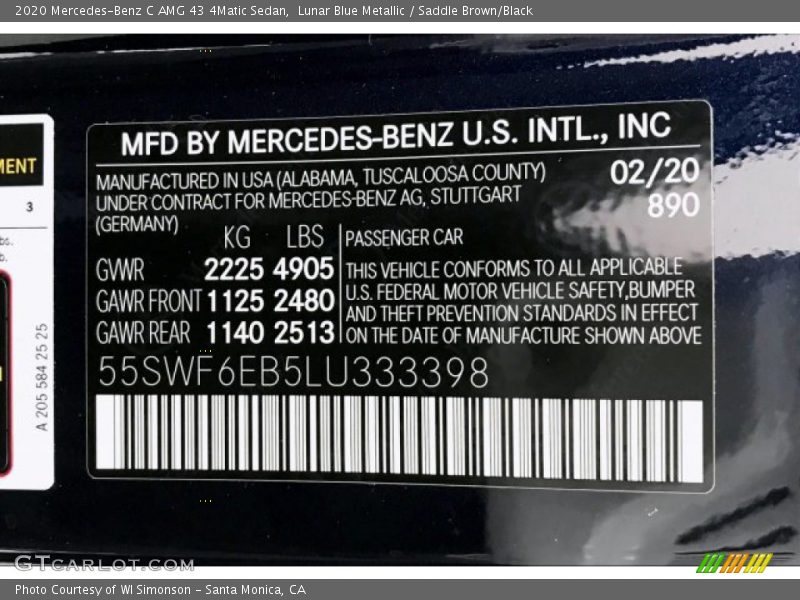 2020 Mercedes-Benz C AMG 43 4Matic Sedan, Lunar Blue Metallic / Saddle Brown/Black
MENT
3
A 205 584 25 25
MFD BY MERCEDES-BENZ U.S. INTL., INC
MANUFACTURED IN USA (ALABAMA, TUSCALOOSA COUNTY)
UNDER CONTRACT FOR MERCEDES-BENZ AG, STUTTGART
(GERMANY)
02/20
890
KG LBS
GVWR 2225 4905
GAWR FRONT 1125 2480
GAWR REAR 1140 2513
PASSENGER CAR
THIS VEHICLE CONFORMS TO ALL APPLICABLE
U.S. FEDERAL MOTOR VEHICLE SAFETY,BUMPER
AND THEFT PREVENTION STANDARDS IN EFFECT
ON THE DATE OF MANUFACTURE SHOWN ABOVE
55SWF6EB5LU333398
GTcarlot.com
Photo Courtesy of WI Simonson - Santa Monica, CA